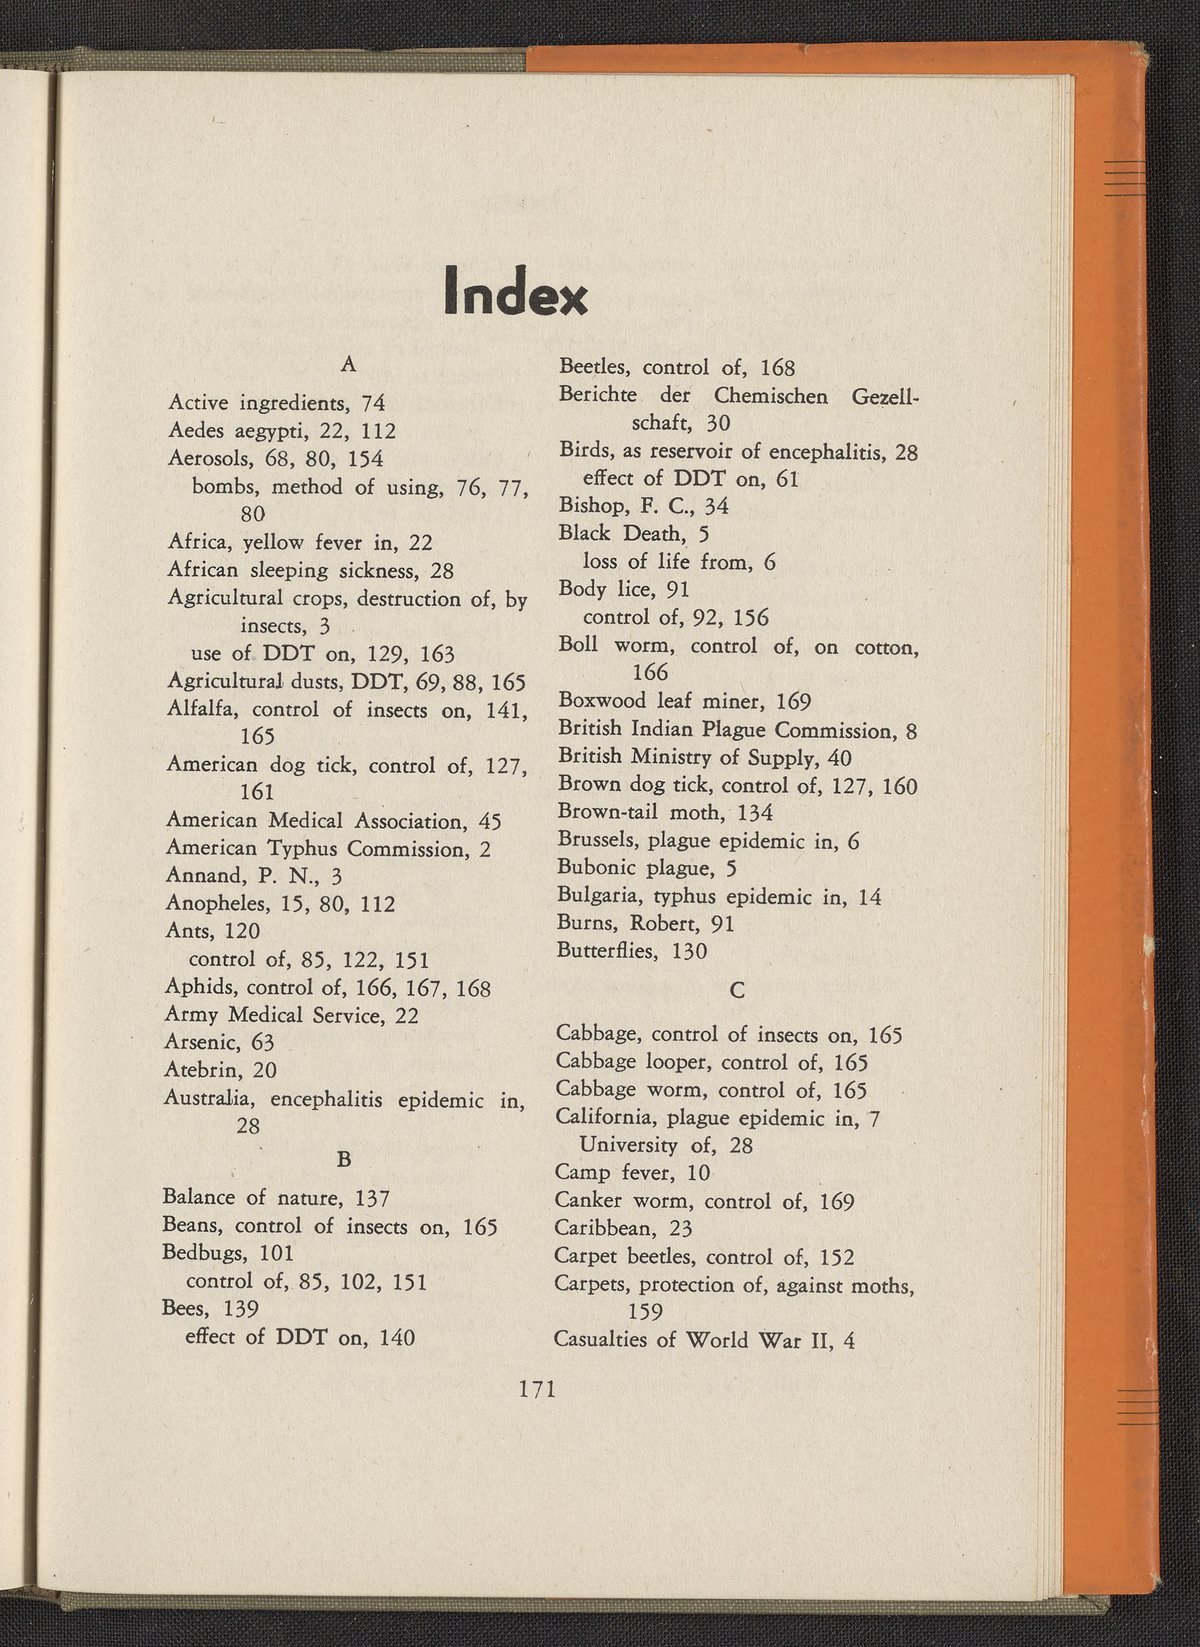 Index
A
Active ingredients, 74
Aedes aegypti, 22, 112
Aerosols, 68, 80, 154
bombs, method of using, 76, 77,
80
Africa, yellow fever in, 22
African sleeping sickness, 28
Agricultural crops, destruction of, by
insects, 3
use of DDT on, 129, 163
Agricultural dusts, DDT, 69, 88, 165
Alfalfa, control of insects on, 141,
165
American dog tick, control of, 127,
161
American Medical Association, 45
American Typhus Commission, 2
Annand, P. N., 3
Anopheles, 15, 80, 112
Ants, 120
control of, 85, 122, 151
Aphids, control of, 166, 167, 168
Army Medical Service, 22
Arsenic, 63
Atebrin, 20
Australia, encephalitis epidemic in,
28
B
Balance of nature, 137
Beans, control of insects on, 165
Bedbugs, 101
control of, 85, 102, 151
Bees, 139
effect of DDT on, 140
Beetles, control of, 168
Berichte der Chemischen Gezell-
schaft, 30
Birds, as reservoir of encephalitis, 28
effect of DDT on, 61
Bishop, F. C., 34
Black Death, 5
loss of life from, 6
Body lice, 91
control of, 92, 156
Boll worm, control of, on cotton,
166
Boxwood leaf miner, 169
British Indian Plague Commission, 8
British Ministry of Supply, 40
Brown dog tick, control of, 127, 160
Brown-tail moth, 134
Brussels, plague epidemic in, 6
Bubonic plague, 5
Bulgaria, typhus epidemic in, 14
Burns, Robert, 91
Butterflies, 130
C
Cabbage, control of insects on, 165
Cabbage looper, control of, 165
Cabbage worm, control of, 165
California, plague epidemic in, 7
University of, 28
Camp fever, 10
Canker worm, control of, 169
Caribbean, 23
Carpet beetles, control of, 152
Carpets, protection of, against moths,
159
Casualties of World War II, 4
171